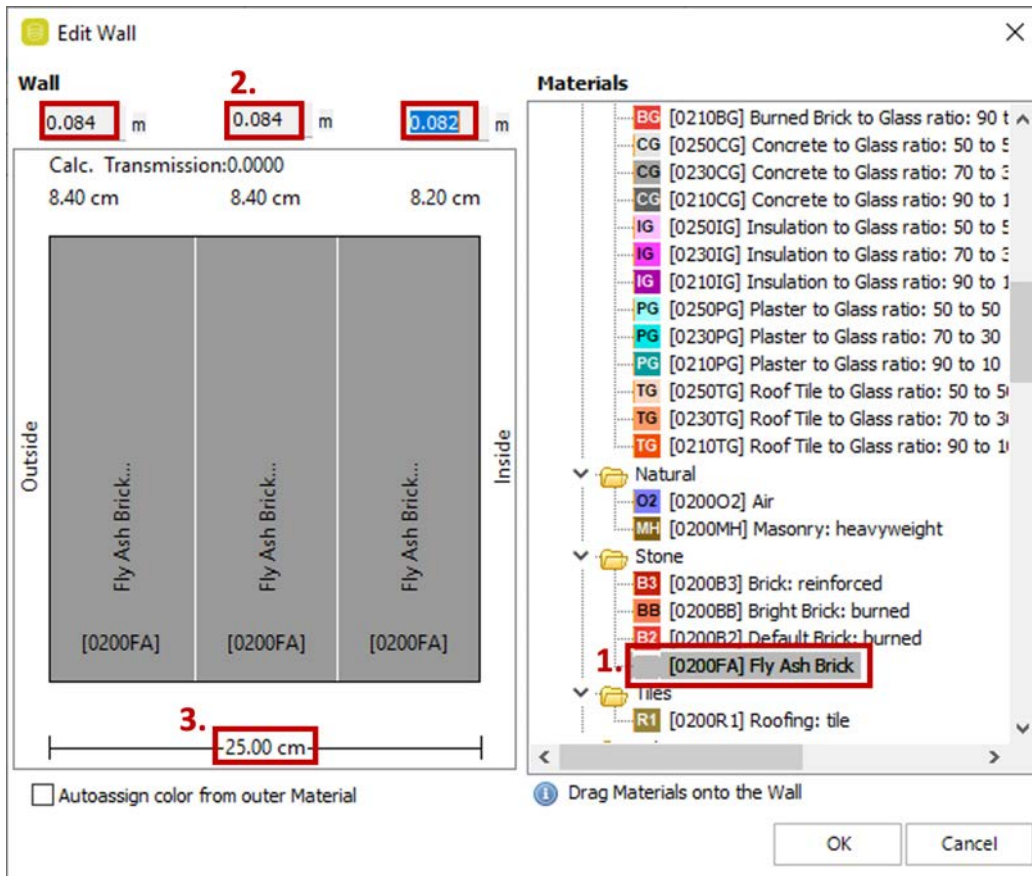 Edit Wall
Wall
2.
0.084 m
0.084 m
0.082 m
Calc. Transmission:0.0000
8.40 cm
8.40 cm
8.20 cm
Outside
Fly Ash Brick...
Fly Ash Brick...
Fly Ash Brick...
Inside
[0200FA]
[0200FA]
[0200FA]
3.
25.00 cm
Autoassign color from outer Material
Materials
BG [0210BG] Burned Brick to Glass ratio: 90 t
CG [0250CG] Concrete to Glass ratio: 50 to 5
CG [0230CG] Concrete to Glass ratio: 70 to 3
CG [0210CG] Concrete to Glass ratio: 90 to 1
IG [0250IG] Insulation to Glass ratio: 50 to 5
IG [0230IG] Insulation to Glass ratio: 70 to 3
IG [0210IG] Insulation to Glass ratio: 90 to 1
PG [0250PG] Plaster to Glass ratio: 50 to 50
PG [0230PG] Plaster to Glass ratio: 70 to 30
PG [0210PG] Plaster to Glass ratio: 90 to 10
TG [0250TG] Roof Tile to Glass ratio: 50 to 50
TG [0230TG] Roof Tile to Glass ratio: 70 to 30
TG [0210TG] Roof Tile to Glass ratio: 90 to 10
Natural
O2 [0200O2] Air
MH [0200MH] Masonry: heavyweight
Stone
B3 [0200B3] Brick: reinforced
BB [0200BB] Bright Brick: burned
B2 [0200B2] Default Brick: burned
1. [0200FA] Fly Ash Brick
Tiles
R1 [0200R1] Roofing: tile
Drag Materials onto the Wall
OK
Cancel